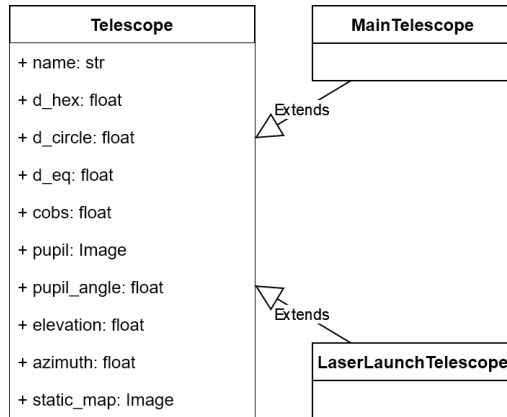 Telescope
+ name: str
+ d_hex: float
+ d_circle: float
+ d_eq: float
+ cobs: float
+ pupil: Image
+ pupil_angle: float
+ elevation: float
+ azimuth: float
+ static_map: Image
MainTelescope
Extends
Extends
LaserLaunchTelescope